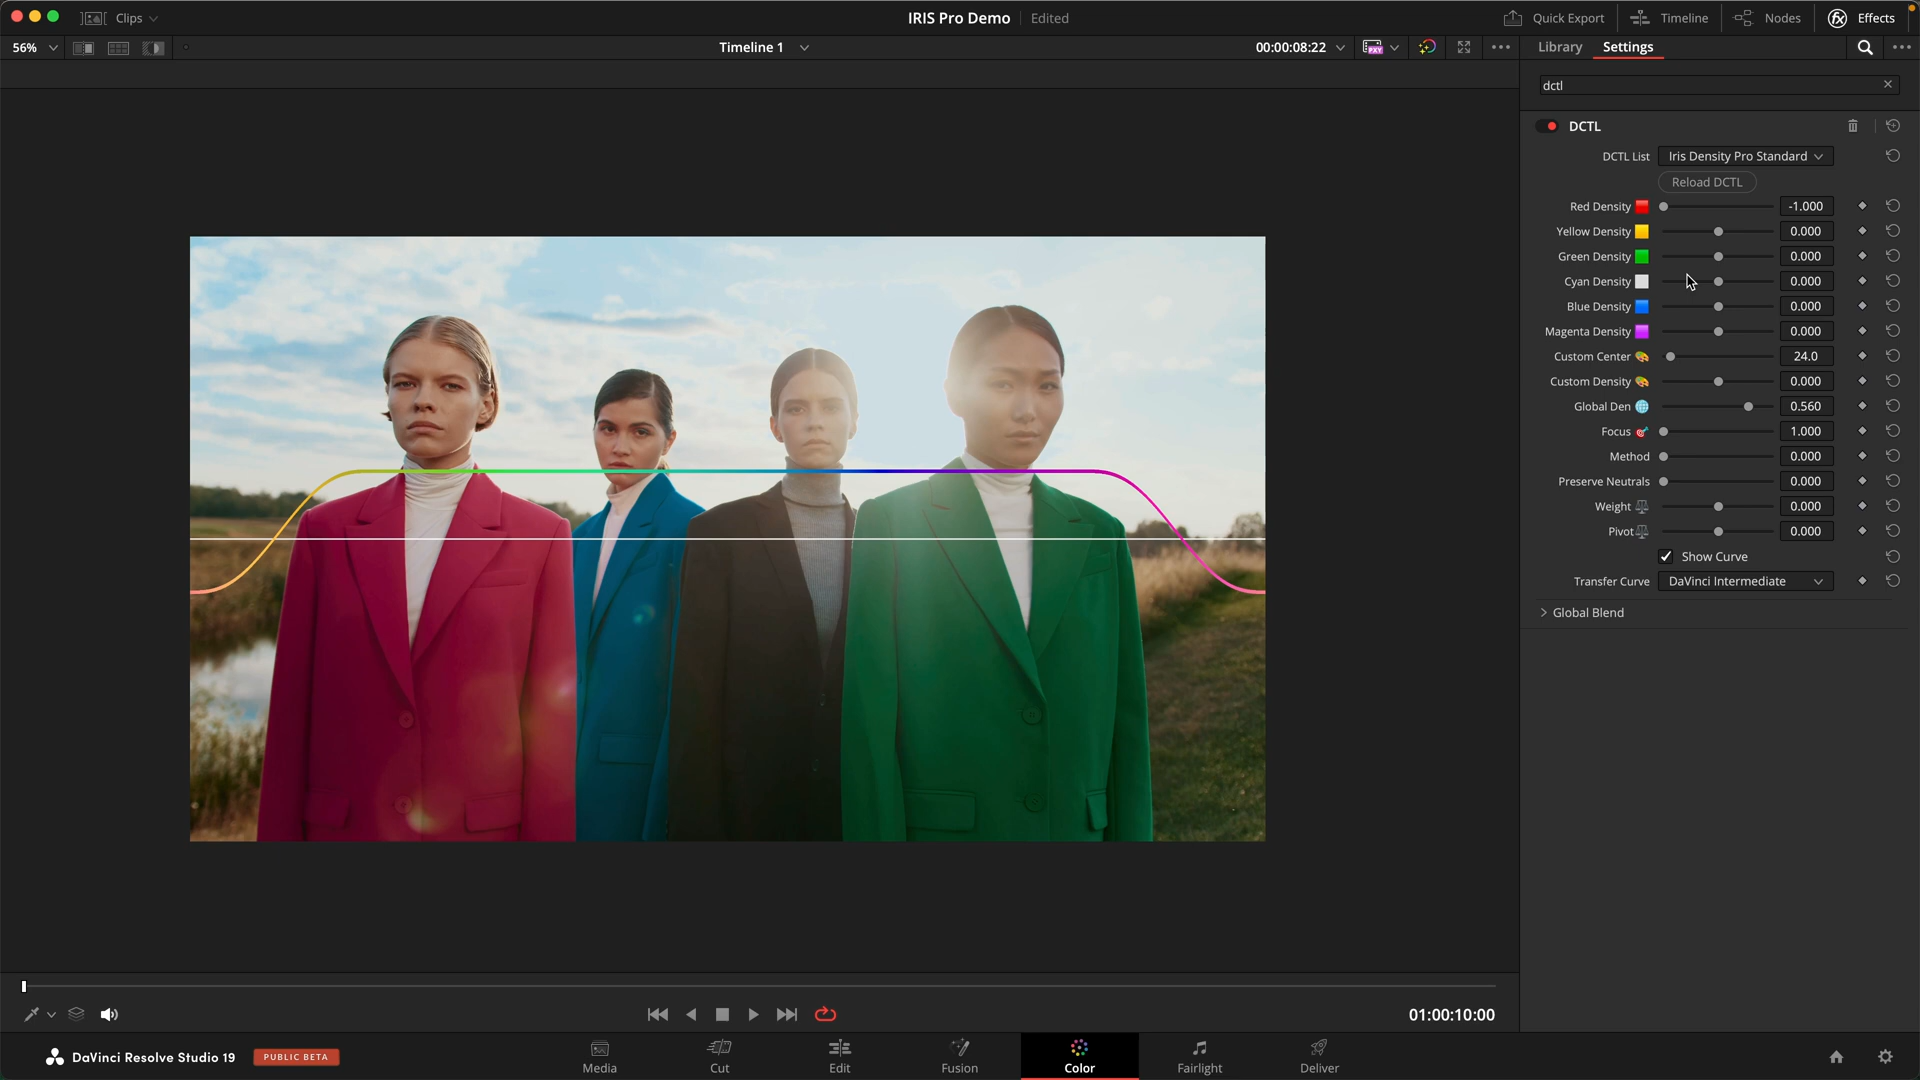 Clips
IRIS Pro Demo
Edited
Quick Export
Timeline
Nodes
Effects
56%
Timeline 1
00:00:08:22
PXY
Library
Settings
dctl
DCTL
DCTL List
Iris Density Pro Standard
Reload DCTL
Red Density
-1.000
Yellow Density
0.000
Green Density
0.000
Cyan Density
0.000
Blue Density
0.000
Magenta Density
0.000
Custom Center
24.0
Custom Density
0.000
Global Den
0.560
Focus
1.000
Method
0.000
Preserve Neutrals
0.000
Weight
0.000
Pivot
0.000
Show Curve
Transfer Curve
DaVinci Intermediate
Global Blend
01:00:10:00
DaVinci Resolve Studio 19
PUBLIC BETA
Media
Cut
Edit
Fusion
Color
Fairlight
Deliver